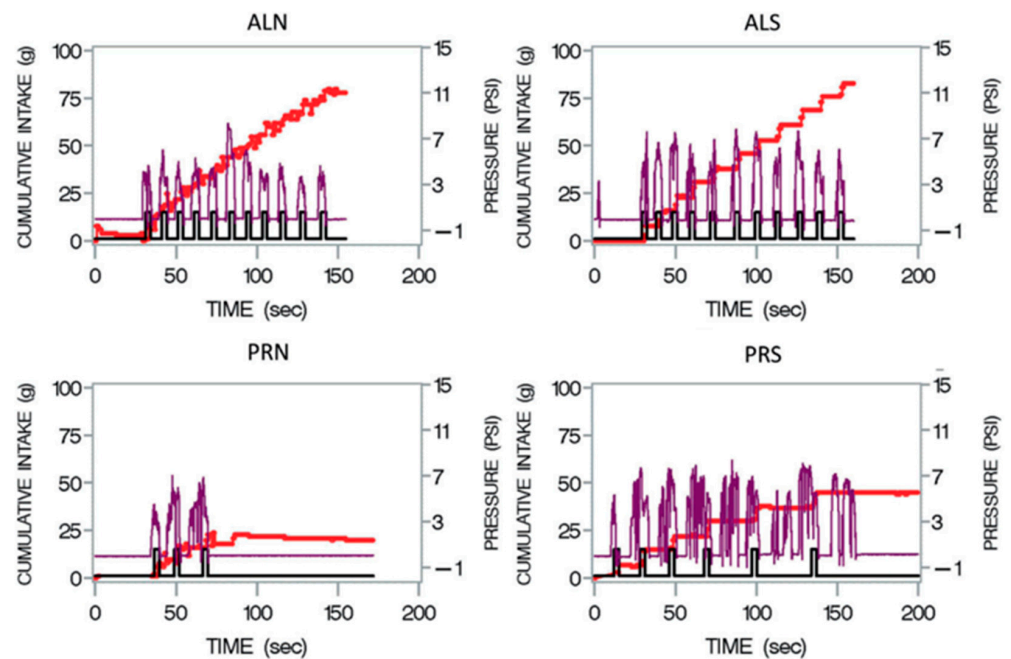 ALN
CUMULATIVE INTAKE (g)
100
75
50
25
0
15
11
7
3
−1
PRESSURE (PSI)
0 50 100 150 200
TIME (sec)
ALS
CUMULATIVE INTAKE (g)
100
75
50
25
0
15
11
7
3
−1
PRESSURE (PSI)
0 50 100 150 200
TIME (sec)
PRN
CUMULATIVE INTAKE (g)
100
75
50
25
0
15
11
7
3
−1
PRESSURE (PSI)
0 50 100 150 200
TIME (sec)
PRS
CUMULATIVE INTAKE (g)
100
75
50
25
0
15
11
7
3
−1
PRESSURE (PSI)
0 50 100 150 200
TIME (sec)